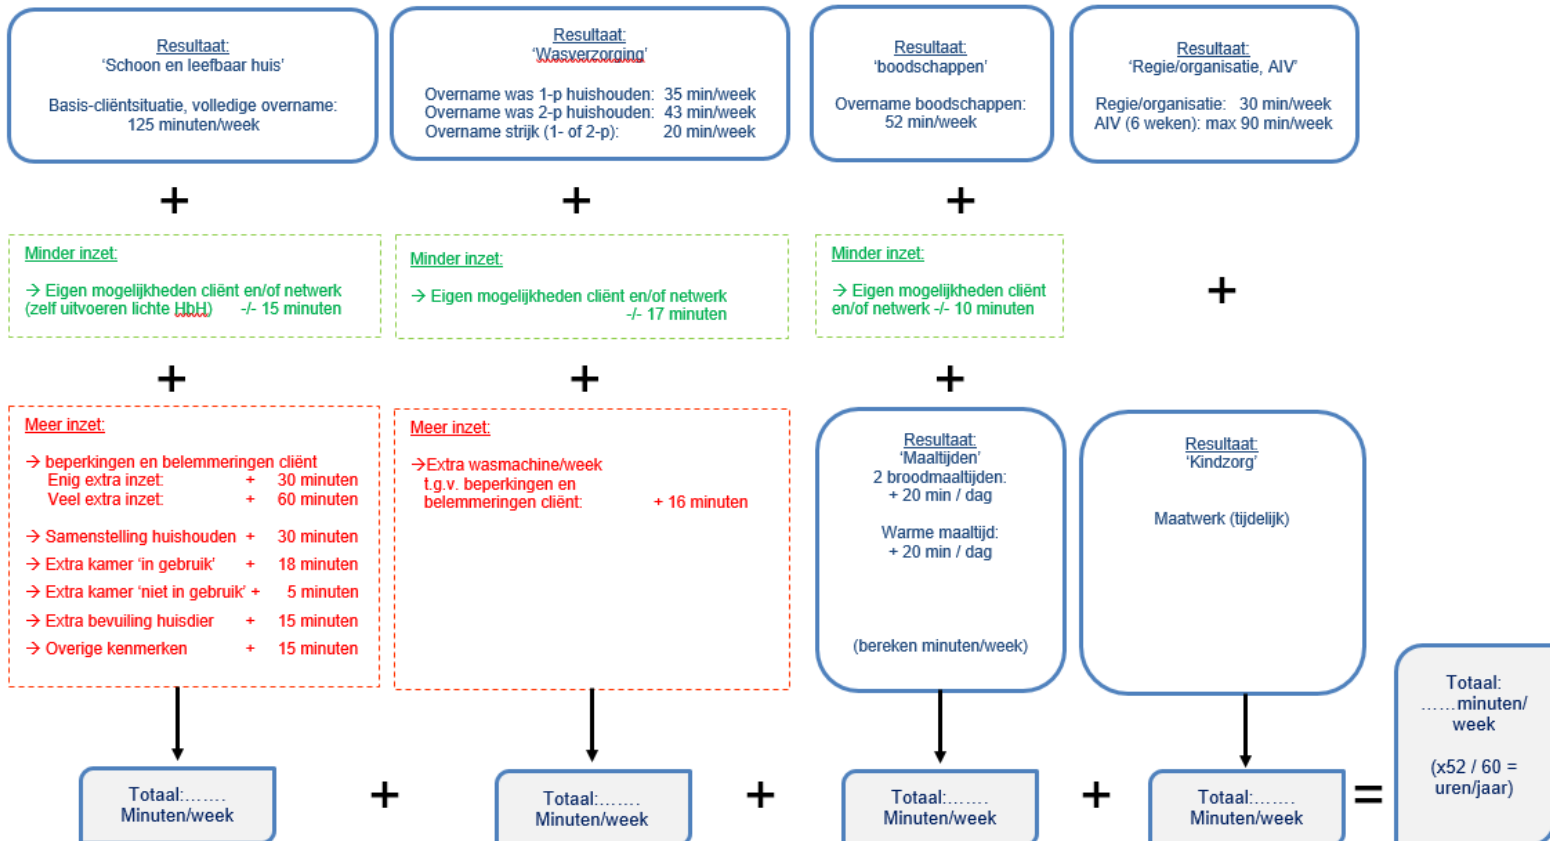 Resultaat:
'Schoon en leefbaar huis'
Basis-cliëntsituatie, volledige overname:
125 minuten/week
Resultaat:
'Wasverzorging'
Overname was 1-p huishouden: 35 min/week
Overname was 2-p huishouden: 43 min/week
Overname strijk (1- of 2-p): 20 min/week
Resultaat:
'boodschappen'
Overname boodschappen:
52 min/week
Resultaat:
'Regie/organisatie, AIV'
Regie/organisatie: 30 min/week
AIV (6 weken): max 90 min/week
+
+
+
Minder inzet:
→ Eigen mogelijkheden cliënt en/of netwerk
(zelf uitvoeren lichte HbH) -/- 15 minuten
Minder inzet:
→ Eigen mogelijkheden cliënt en/of netwerk
-/- 17 minuten
Minder inzet:
→ Eigen mogelijkheden cliënt
en/of netwerk -/- 10 minuten
+
+
+
+
Meer inzet:
→ beperkingen en belemmeringen cliënt
Enig extra inzet: + 30 minuten
Veel extra inzet: + 60 minuten
→ Samenstelling huishouden + 30 minuten
→ Extra kamer 'in gebruik' + 18 minuten
→ Extra kamer 'niet in gebruik' + 5 minuten
→ Extra bevuiling huisdier + 15 minuten
→ Overige kenmerken + 15 minuten
Meer inzet:
→Extra wasmachine/week
t.g.v. beperkingen en
belemmeringen cliënt: + 16 minuten
Resultaat:
'Maaltijden'
2 broodmaaltijden:
+ 20 min / dag
Warme maaltijd:
+ 20 min / dag
(bereken minuten/week)
Resultaat:
'Kindzorg'
Maatwerk (tijdelijk)
Totaal:.......
Minuten/week
+
Totaal:.......
Minuten/week
+
Totaal:.......
Minuten/week
+
Totaal:.......
Minuten/week
=
Totaal:
......minuten/
week
(x52 / 60 =
uren/jaar)